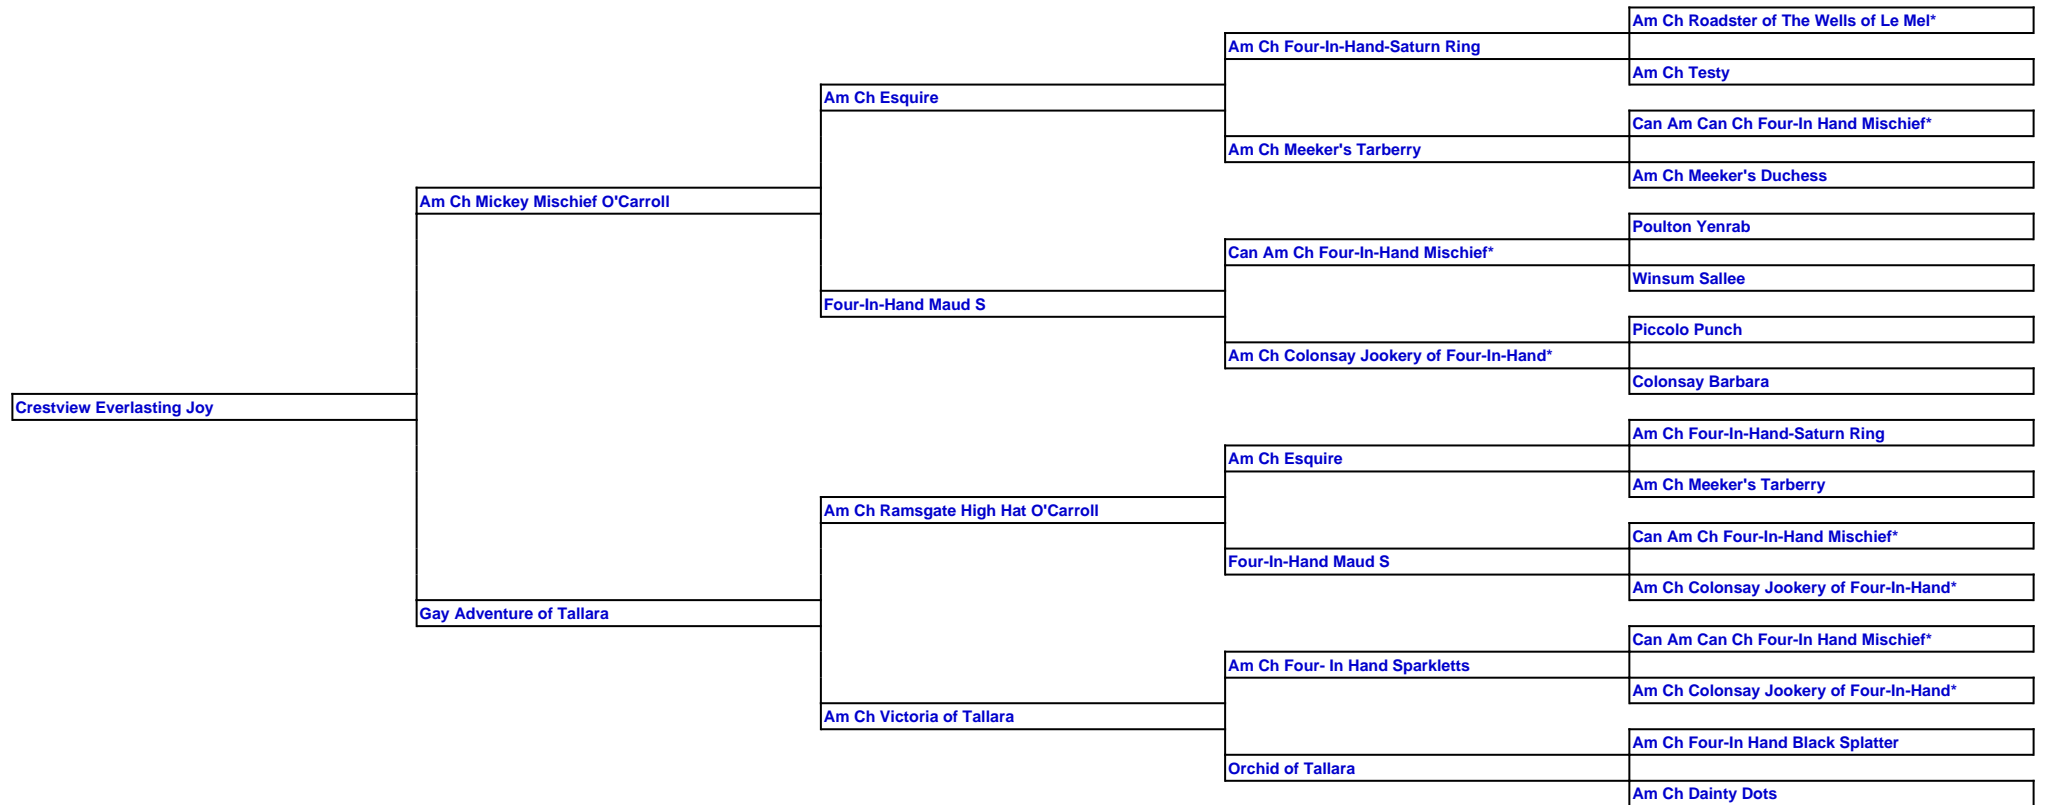 Am Ch Roadster of The Wells of Le Mel*
Am Ch Four-In-Hand-Saturn Ring
Am Ch Testy
Am Ch Esquire
Can Am Can Ch Four-In Hand Mischief*
Am Ch Meeker's Tarberry
Am Ch Meeker's Duchess
Am Ch Mickey Mischief O'Carroll
Poulton Yenrab
Can Am Ch Four-In-Hand Mischief*
Winsum Sallee
Four-In-Hand Maud S
Piccolo Punch
Am Ch Colonsay Jookery of Four-In-Hand*
Colonsay Barbara
Crestview Everlasting Joy
Am Ch Four-In-Hand-Saturn Ring
Am Ch Esquire
Am Ch Meeker's Tarberry
Am Ch Ramsgate High Hat O'Carroll
Can Am Ch Four-In-Hand Mischief*
Four-In-Hand Maud S
Am Ch Colonsay Jookery of Four-In-Hand*
Gay Adventure of Tallara
Can Am Can Ch Four-In Hand Mischief*
Am Ch Four- In Hand Sparkletts
Am Ch Colonsay Jookery of Four-In-Hand*
Am Ch Victoria of Tallara
Am Ch Four-In Hand Black Splatter
Orchid of Tallara
Am Ch Dainty Dots